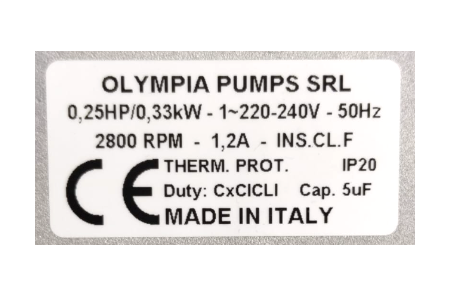 OLYMPIA PUMPS SRL
0,25HP/0,33kW - 1~220-240V - 50Hz
2800 RPM - 1,2A - INS.CL.F
THERM. PROT. IP20
Duty: CxCICLI Cap. 5uF
CE MADE IN ITALY